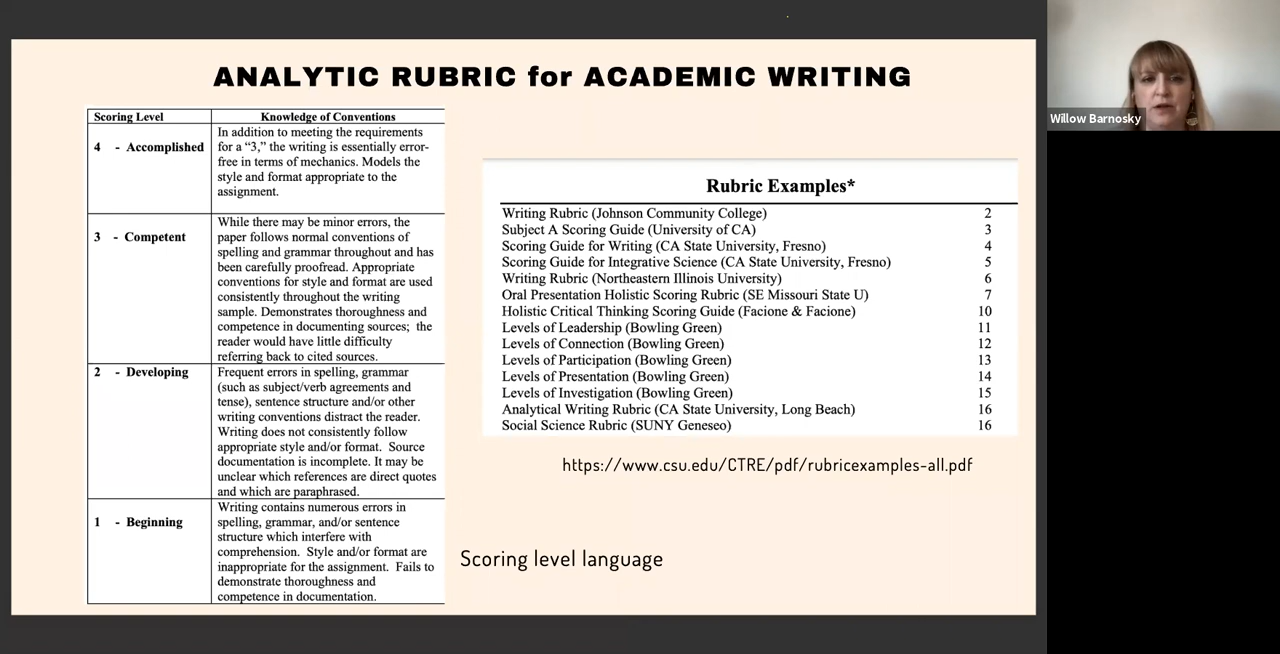 ANALYTIC RUBRIC for ACADEMIC WRITING
Scoring Level
Knowledge of Conventions
4 - Accomplished
In addition to meeting the requirements
for a “3,” the writing is essentially error-
free in terms of mechanics. Models the
style and format appropriate to the
assignment.
3 - Competent
While there may be minor errors, the
paper follows normal conventions of
spelling and grammar throughout and has
been carefully proofread. Appropriate
conventions for style and format are used
consistently throughout the writing
sample. Demonstrates thoroughness and
competence in documenting sources; the
reader would have little difficulty
referring back to cited sources.
2 - Developing
Frequent errors in spelling, grammar
(such as subject/verb agreements and
tense), sentence structure and/or other
writing conventions distract the reader.
Writing does not consistently follow
appropriate style and/or format. Source
documentation is incomplete. It may be
unclear which references are direct quotes
and which are paraphrased.
1 - Beginning
Writing contains numerous errors in
spelling, grammar, and/or sentence
structure which interfere with
comprehension. Style and/or format are
inappropriate for the assignment. Fails to
demonstrate thoroughness and
competence in documentation.
Rubric Examples*
Writing Rubric (Johnson Community College) 2
Subject A Scoring Guide (University of CA) 3
Scoring Guide for Writing (CA State University, Fresno) 4
Scoring Guide for Integrative Science (CA State University, Fresno) 5
Writing Rubric (Northeastern Illinois University) 6
Oral Presentation Holistic Scoring Rubric (SE Missouri State U) 7
Holistic Critical Thinking Scoring Guide (Facione & Facione) 10
Levels of Leadership (Bowling Green) 11
Levels of Connection (Bowling Green) 12
Levels of Participation (Bowling Green) 13
Levels of Presentation (Bowling Green) 14
Levels of Investigation (Bowling Green) 15
Analytical Writing Rubric (CA State University, Long Beach) 16
Social Science Rubric (SUNY Geneseo) 16
https://www.csu.edu/CTRE/pdf/rubricexamples-all.pdf
Scoring level language
Willow Barnosky